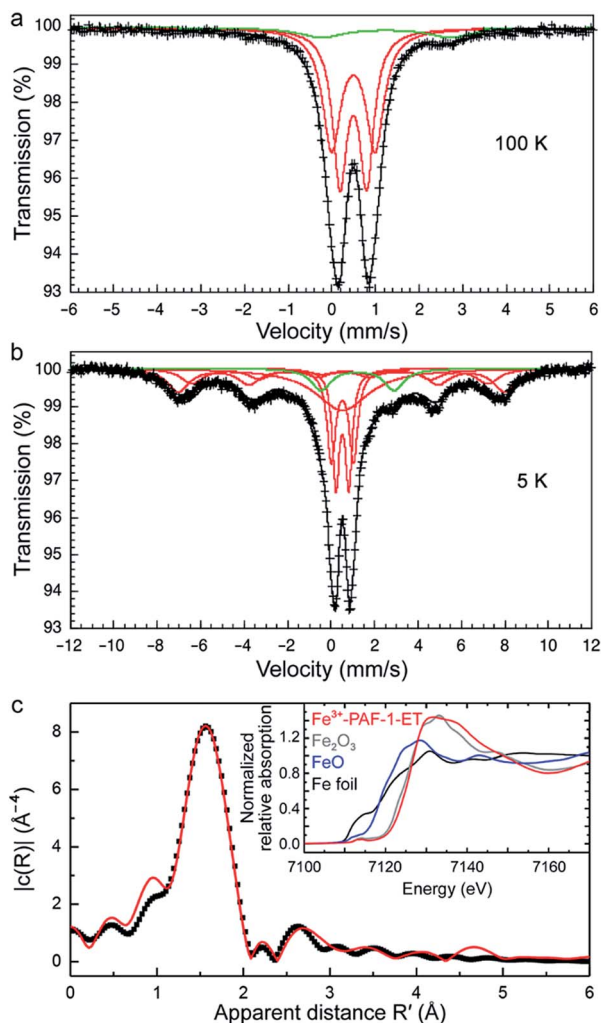 a
100
99
98
97
96
95
94
93
Transmission (%)
100 K
−6 −5 −4 −3 −2 −1 0 1 2 3 4 5 6
Velocity (mm/s)
b
100
99
98
97
96
95
94
93
Transmission (%)
5 K
−12 −10 −8 −6 −4 −2 0 2 4 6 8 10 12
Velocity (mm/s)
c
8
6
4
2
0
|c(R)| (Å⁻⁴)
Fe³⁺-PAF-1-ET
Fe₂O₃
FeO
Fe foil
Normalized
relative absorption
1.2
0.8
0.4
0.0
7100 7120 7140 7160
Energy (eV)
0 1 2 3 4 5 6
Apparent distance R′ (Å)